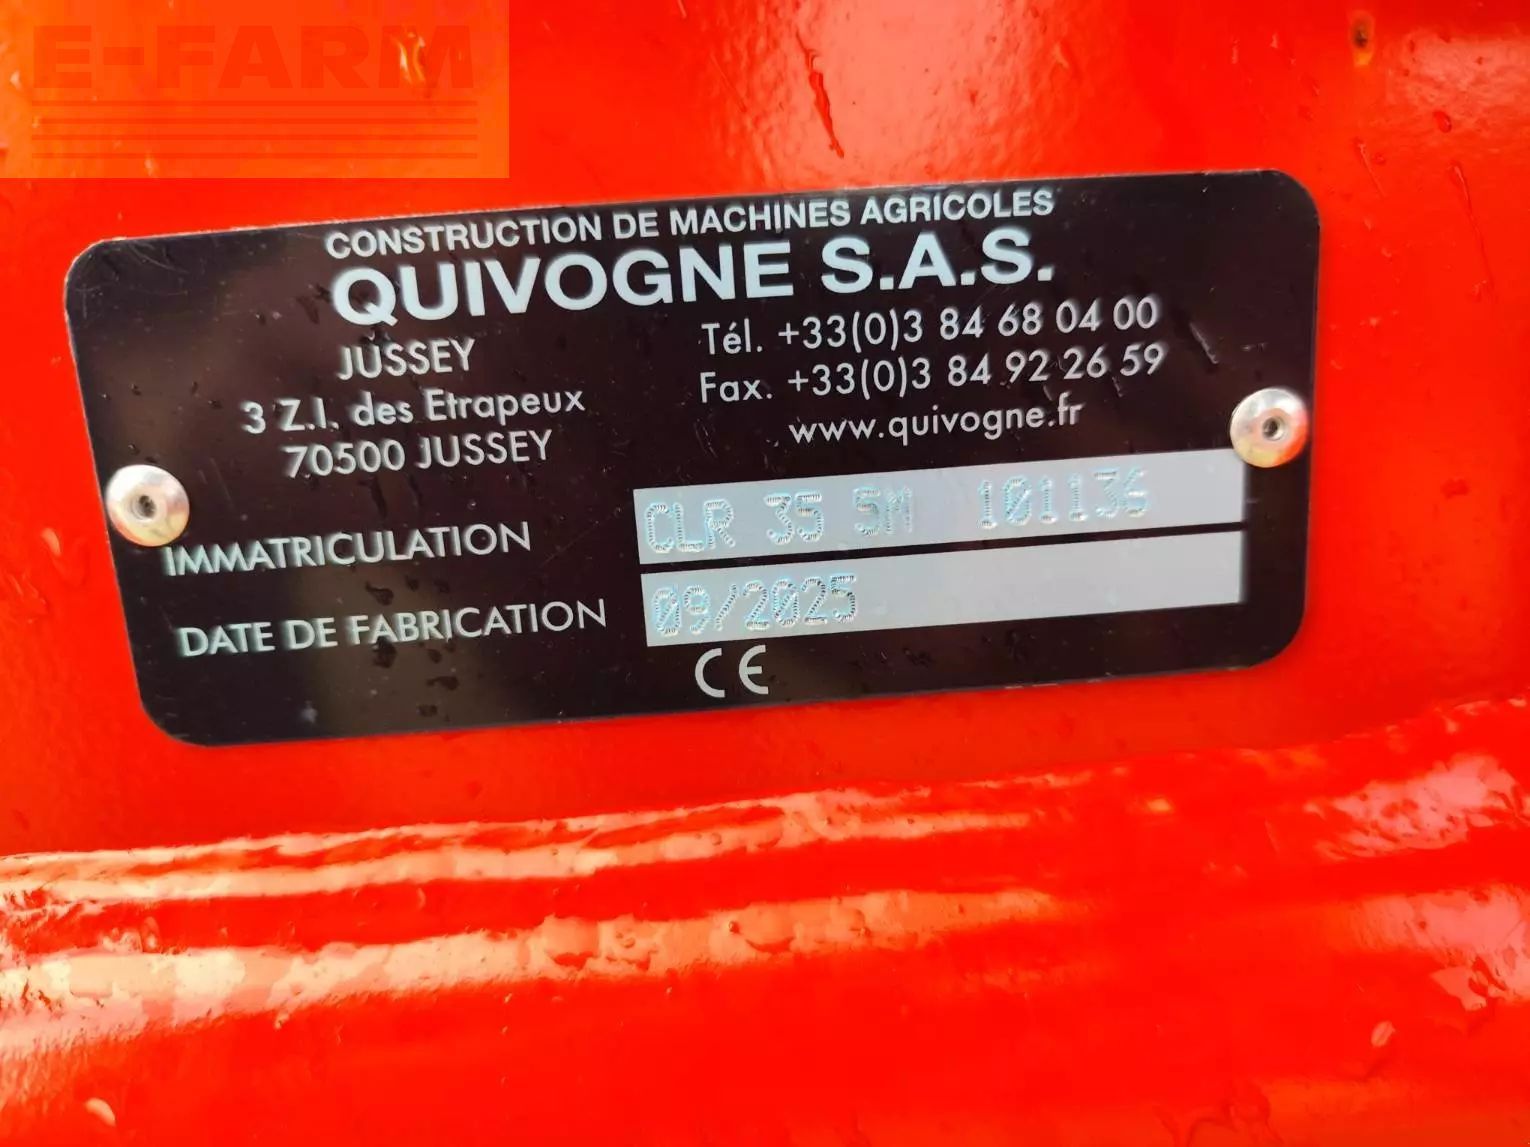 E-FARM
CONSTRUCTION DE MACHINES AGRICOLES
QUIVOGNE S.A.S.
JUSSEY
3 Z.I. des Etrapeux
70500 JUSSEY
Tél. +33(0)3 84 68 04 00
Fax. +33(0)3 84 92 26 59
www.quivogne.fr
IMMATRICULATION CLR 35 SM 101136
DATE DE FABRICATION 09/2025
CE